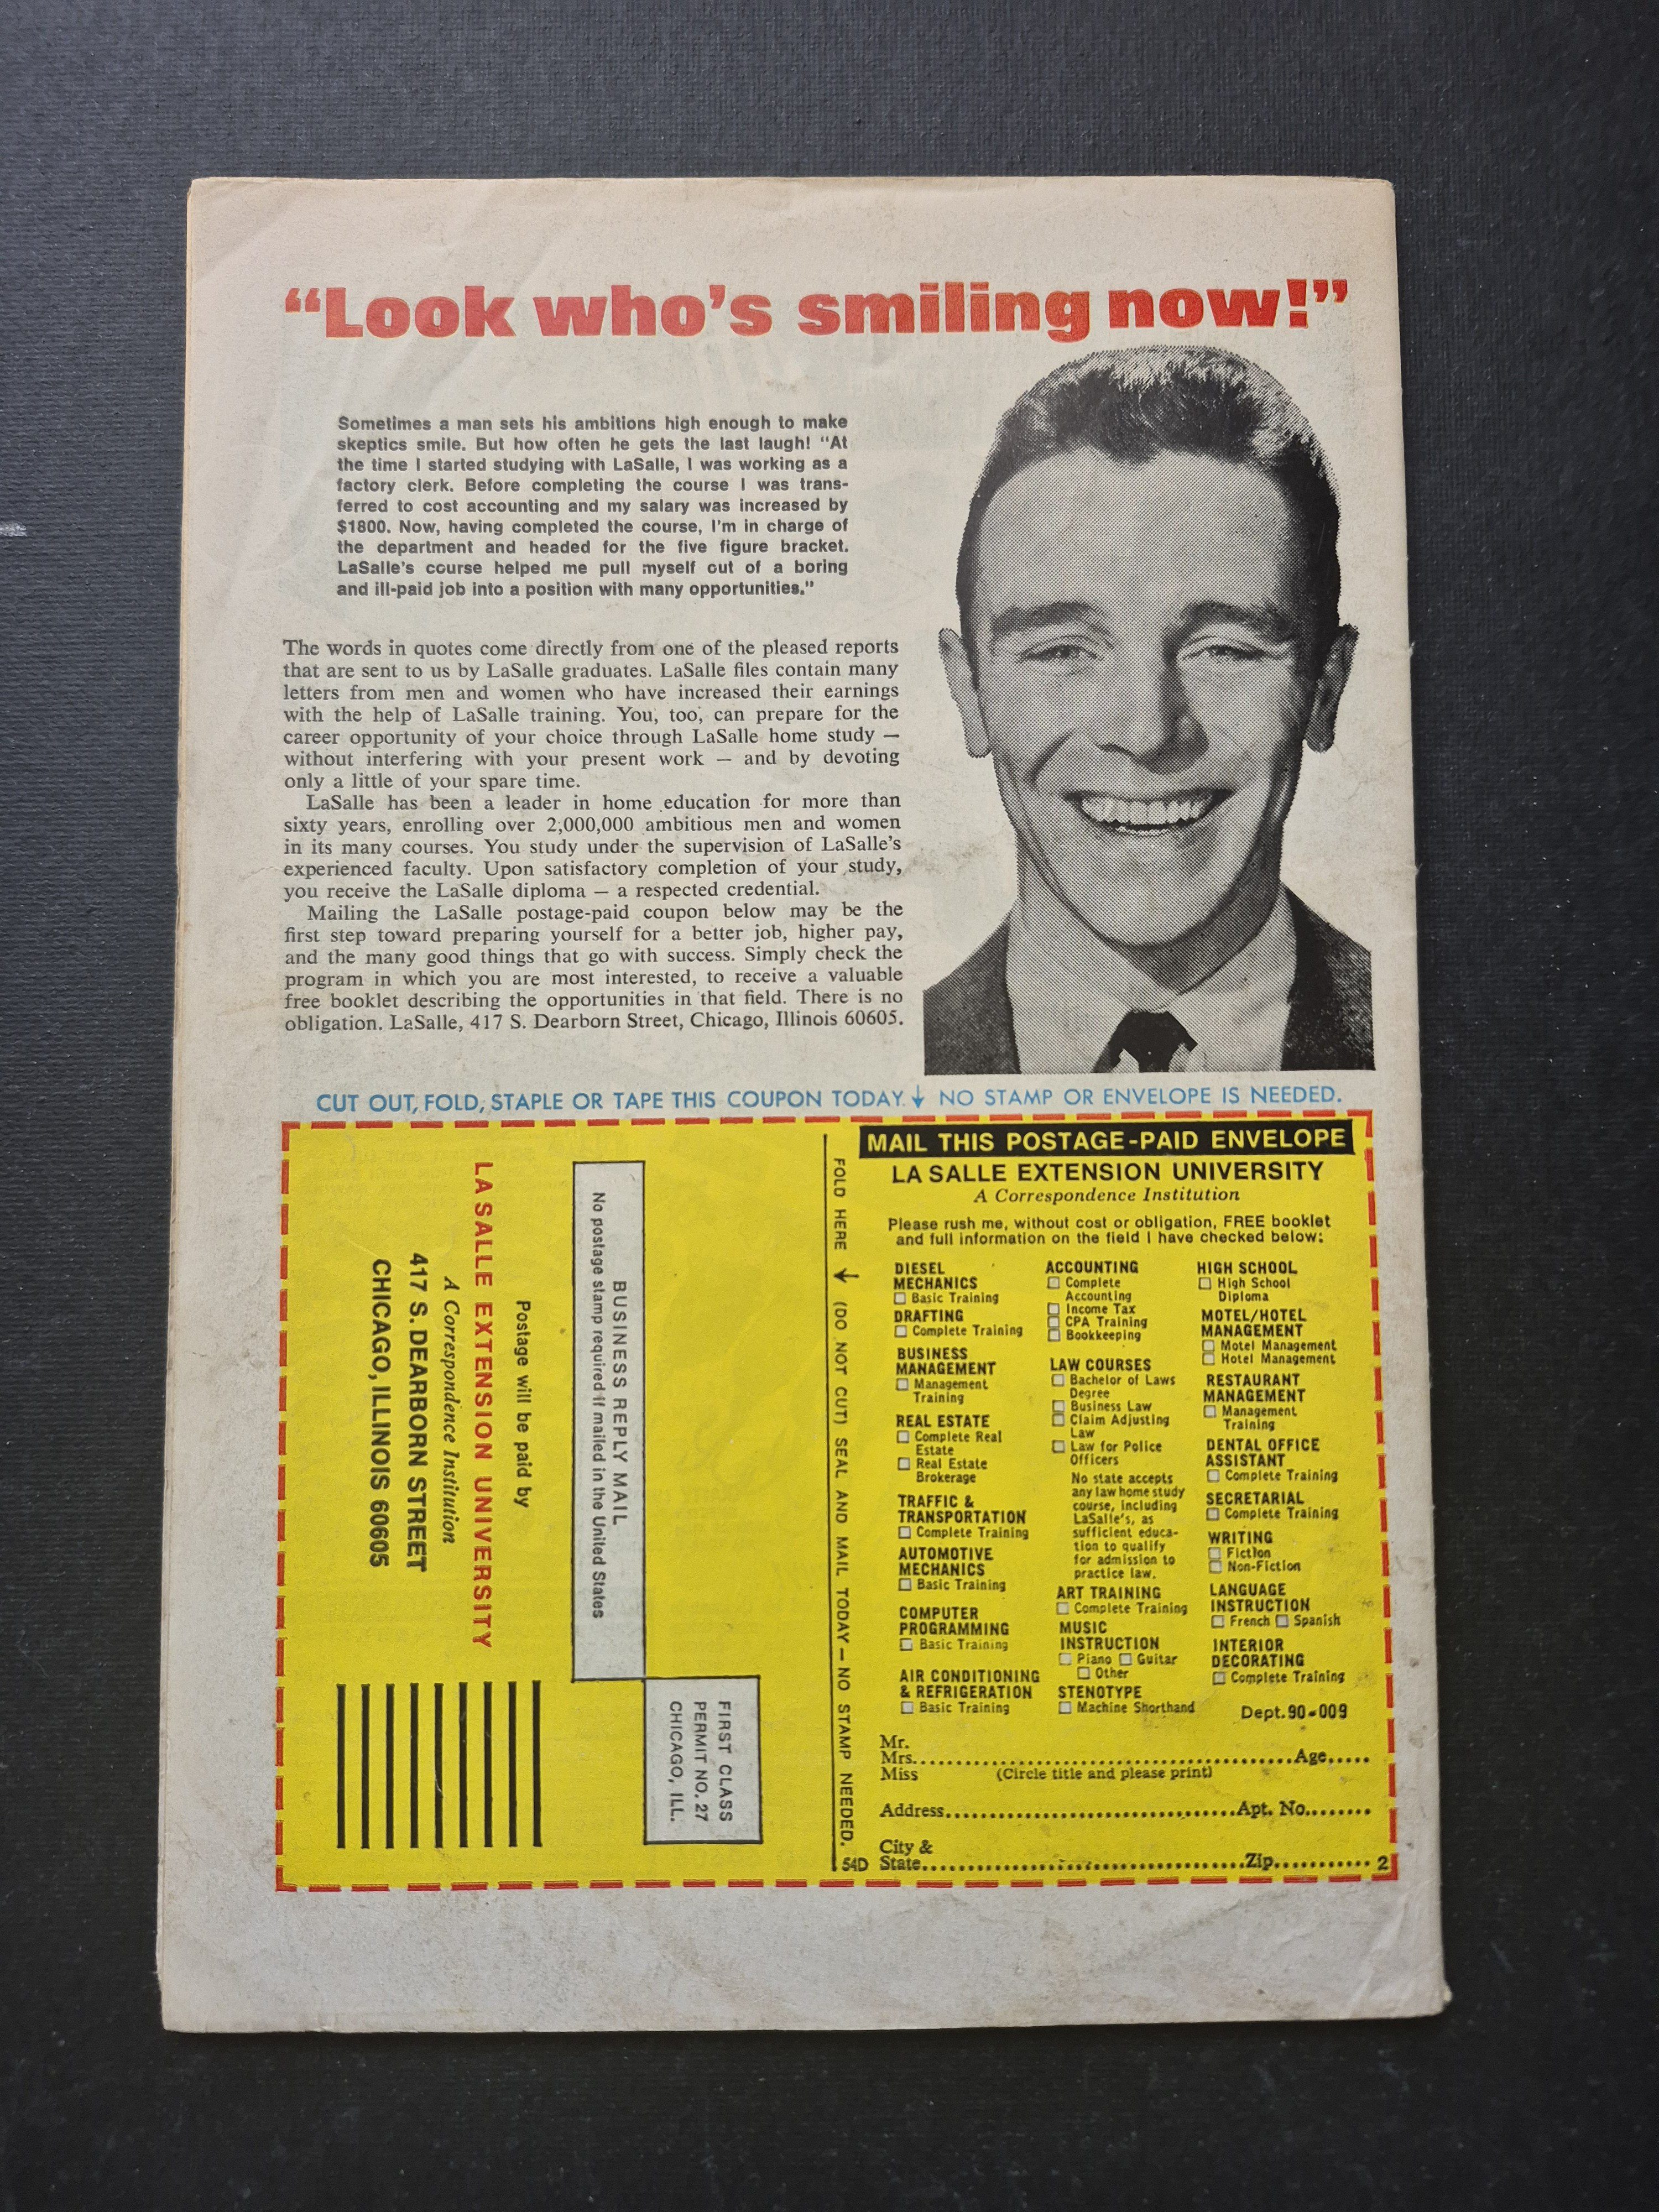 “Look who’s smiling now!”
Sometimes a man sets his ambitions high enough to make
skeptics smile. But how often he gets the last laugh! “At
the time I started studying with LaSalle, I was working as a
factory clerk. Before completing the course I was trans-
ferred to cost accounting and my salary was increased by
$1800. Now, having completed the course, I’m in charge of
the department and headed for the five figure bracket.
LaSalle’s course helped me pull myself out of a boring
and ill-paid job into a position with many opportunities.”
The words in quotes come directly from one of the pleased reports
that are sent to us by LaSalle graduates. LaSalle files contain many
letters from men and women who have increased their earnings
with the help of LaSalle training. You, too, can prepare for the
career opportunity of your choice through LaSalle home study —
without interfering with your present work — and by devoting
only a little of your spare time.
LaSalle has been a leader in home education for more than
sixty years, enrolling over 2,000,000 ambitious men and women
in its many courses. You study under the supervision of LaSalle’s
experienced faculty. Upon satisfactory completion of your study,
you receive the LaSalle diploma — a respected credential.
Mailing the LaSalle postage-paid coupon below may be the
first step toward preparing yourself for a better job, higher pay,
and the many good things that go with success. Simply check the
program in which you are most interested, to receive a valuable
free booklet describing the opportunities in that field. There is no
obligation. LaSalle, 417 S. Dearborn Street, Chicago, Illinois 60605.
CUT OUT, FOLD, STAPLE OR TAPE THIS COUPON TODAY. ↓ NO STAMP OR ENVELOPE IS NEEDED.
FIRST CLASS
PERMIT NO. 27
CHICAGO, ILL.
BUSINESS REPLY MAIL
No postage stamp required if mailed in the United States
Postage will be paid by
LA SALLE EXTENSION UNIVERSITY
A Correspondence Institution
417 S. DEARBORN STREET
CHICAGO, ILLINOIS 60605
FOLD HERE (DO NOT CUT) SEAL AND MAIL TODAY — NO STAMP NEEDED.
54D
MAIL THIS POSTAGE-PAID ENVELOPE
LA SALLE EXTENSION UNIVERSITY
A Correspondence Institution
Please rush me, without cost or obligation, FREE booklet
and full information on the field I have checked below:
DIESEL
MECHANICS
☐ Basic Training
DRAFTING
☐ Complete Training
BUSINESS
MANAGEMENT
☐ Management
Training
REAL ESTATE
☐ Complete Real
Estate
☐ Real Estate
Brokerage
TRAFFIC &
TRANSPORTATION
☐ Complete Training
AUTOMOTIVE
MECHANICS
☐ Basic Training
COMPUTER
PROGRAMMING
☐ Basic Training
AIR CONDITIONING
& REFRIGERATION
☐ Basic Training
ACCOUNTING
☐ Complete
Accounting
☐ Income Tax
☐ CPA Training
☐ Bookkeeping
LAW COURSES
☐ Bachelor of Laws
Degree
☐ Business Law
☐ Claim Adjusting
Law
☐ Law for Police
Officers
No state accepts
any law home study
course, including
LaSalle’s, as
sufficient educa-
tion to qualify
for admission to
practice law.
ART TRAINING
☐ Complete Training
MUSIC
INSTRUCTION
☐ Piano ☐ Guitar
☐ Other
STENOTYPE
☐ Machine Shorthand
HIGH SCHOOL
☐ High School
Diploma
MOTEL/HOTEL
MANAGEMENT
☐ Motel Management
☐ Hotel Management
RESTAURANT
MANAGEMENT
☐ Management
Training
DENTAL OFFICE
ASSISTANT
☐ Complete Training
SECRETARIAL
☐ Complete Training
WRITING
☐ Fiction
☐ Non-Fiction
LANGUAGE
INSTRUCTION
☐ French ☐ Spanish
INTERIOR
DECORATING
☐ Complete Training
Dept. 90-009
Mr.
Mrs. Age
Miss (Circle title and please print)
Address Apt. No.
City &
State Zip 2